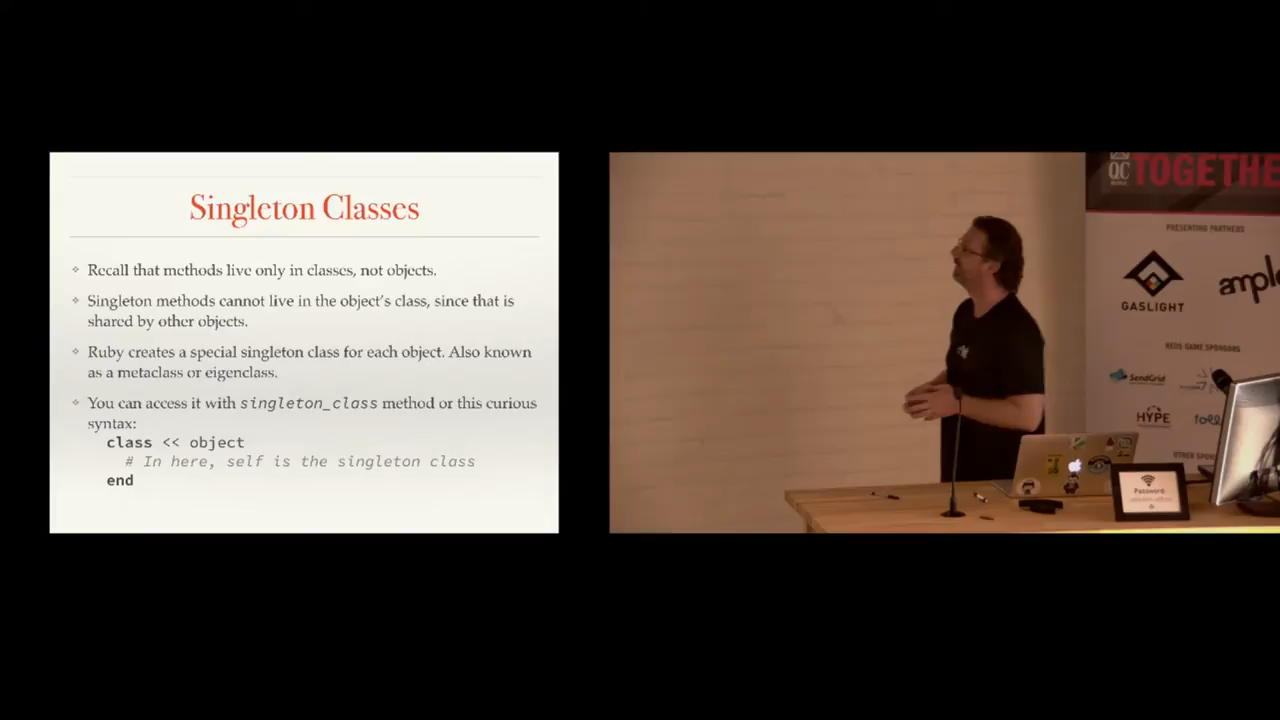 Singleton Classes
Recall that methods live only in classes, not objects.
Singleton methods cannot live in the object's class, since that is
shared by other objects.
Ruby creates a special singleton class for each object. Also known
as a metaclass or eigenclass.
You can access it with singleton_class method or this curious
syntax:
class << object
# In here, self is the singleton class
end
QC
TOGETHE
PRESENTING PARTNERS
GASLIGHT
ample
REDS GAME SPONSORS
SendGrid
HYPE
Password